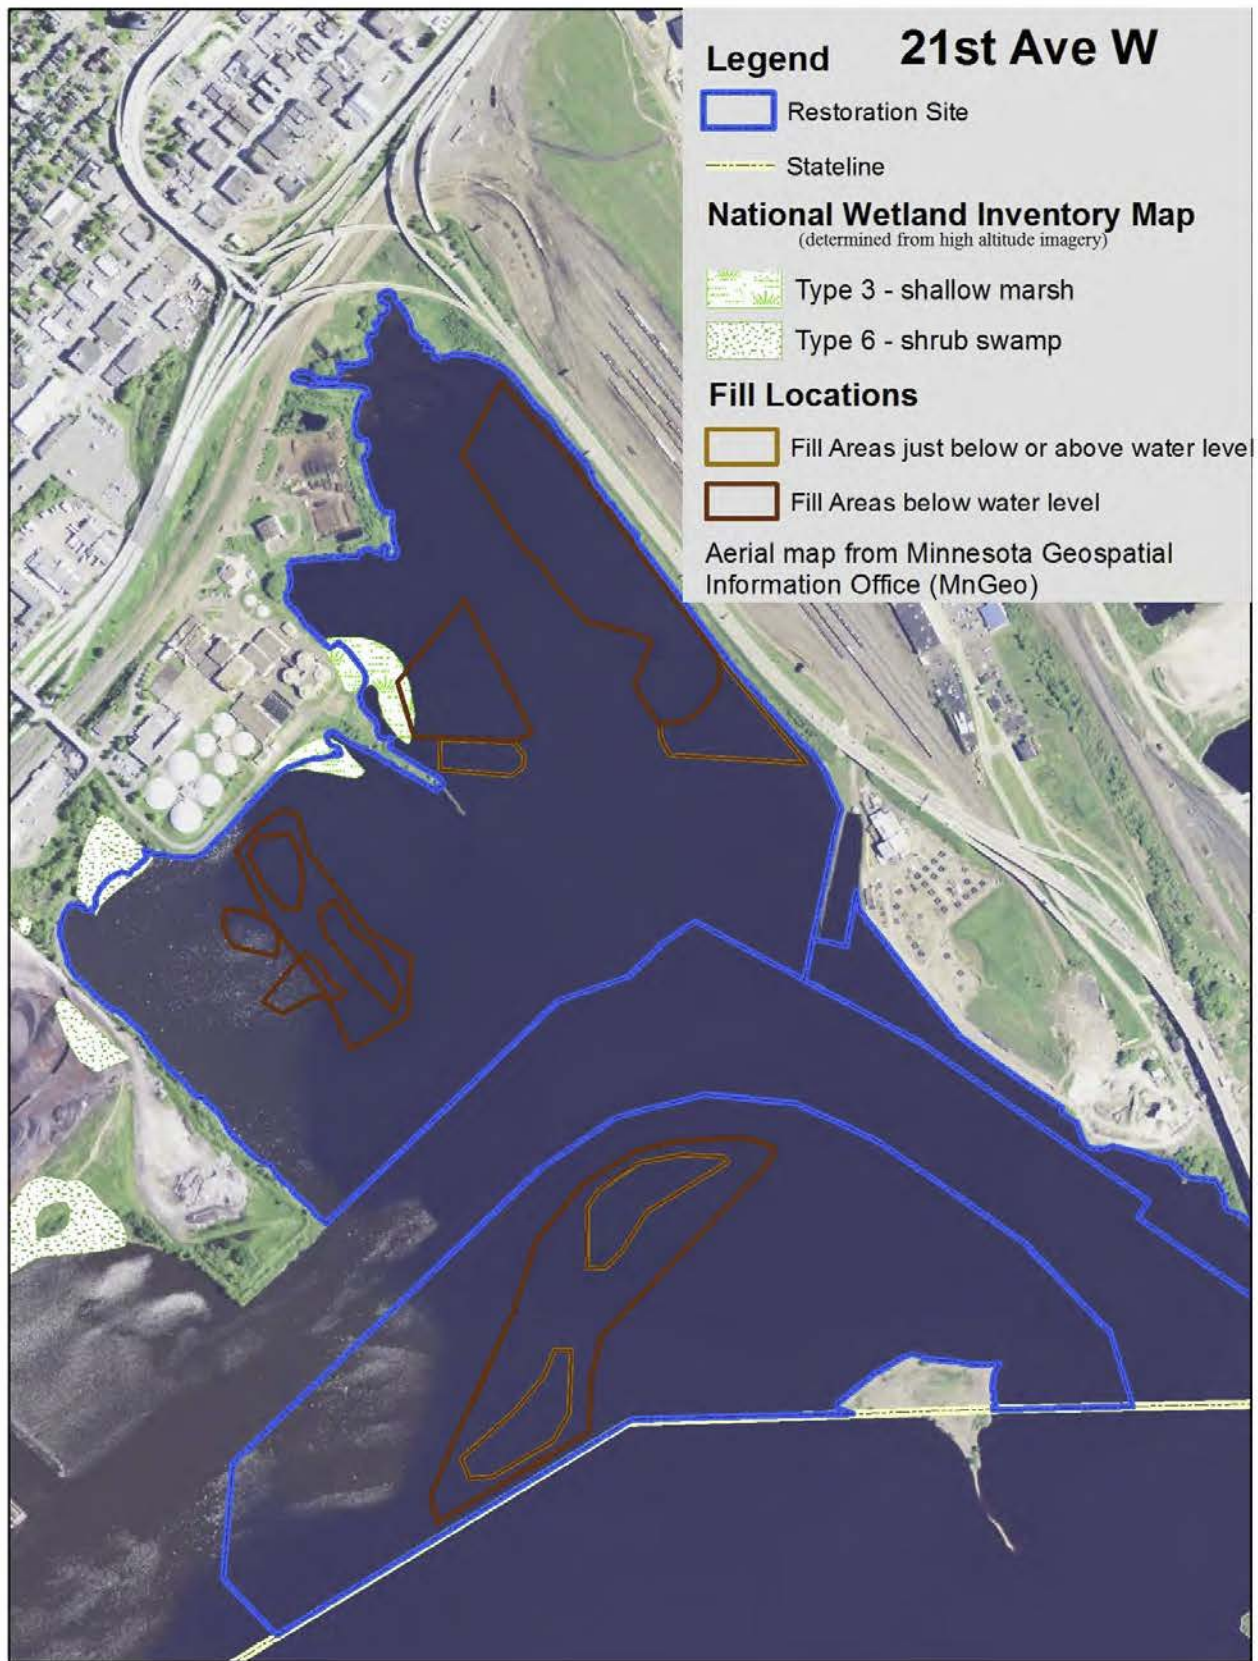 21st Ave W
Legend
Restoration Site
Stateline
National Wetland Inventory Map
(determined from high altitude imagery)
Type 3 - shallow marsh
Type 6 - shrub swamp
Fill Locations
Fill Areas just below or above water level
Fill Areas below water level
Aerial map from Minnesota Geospatial
Information Office (MnGeo)